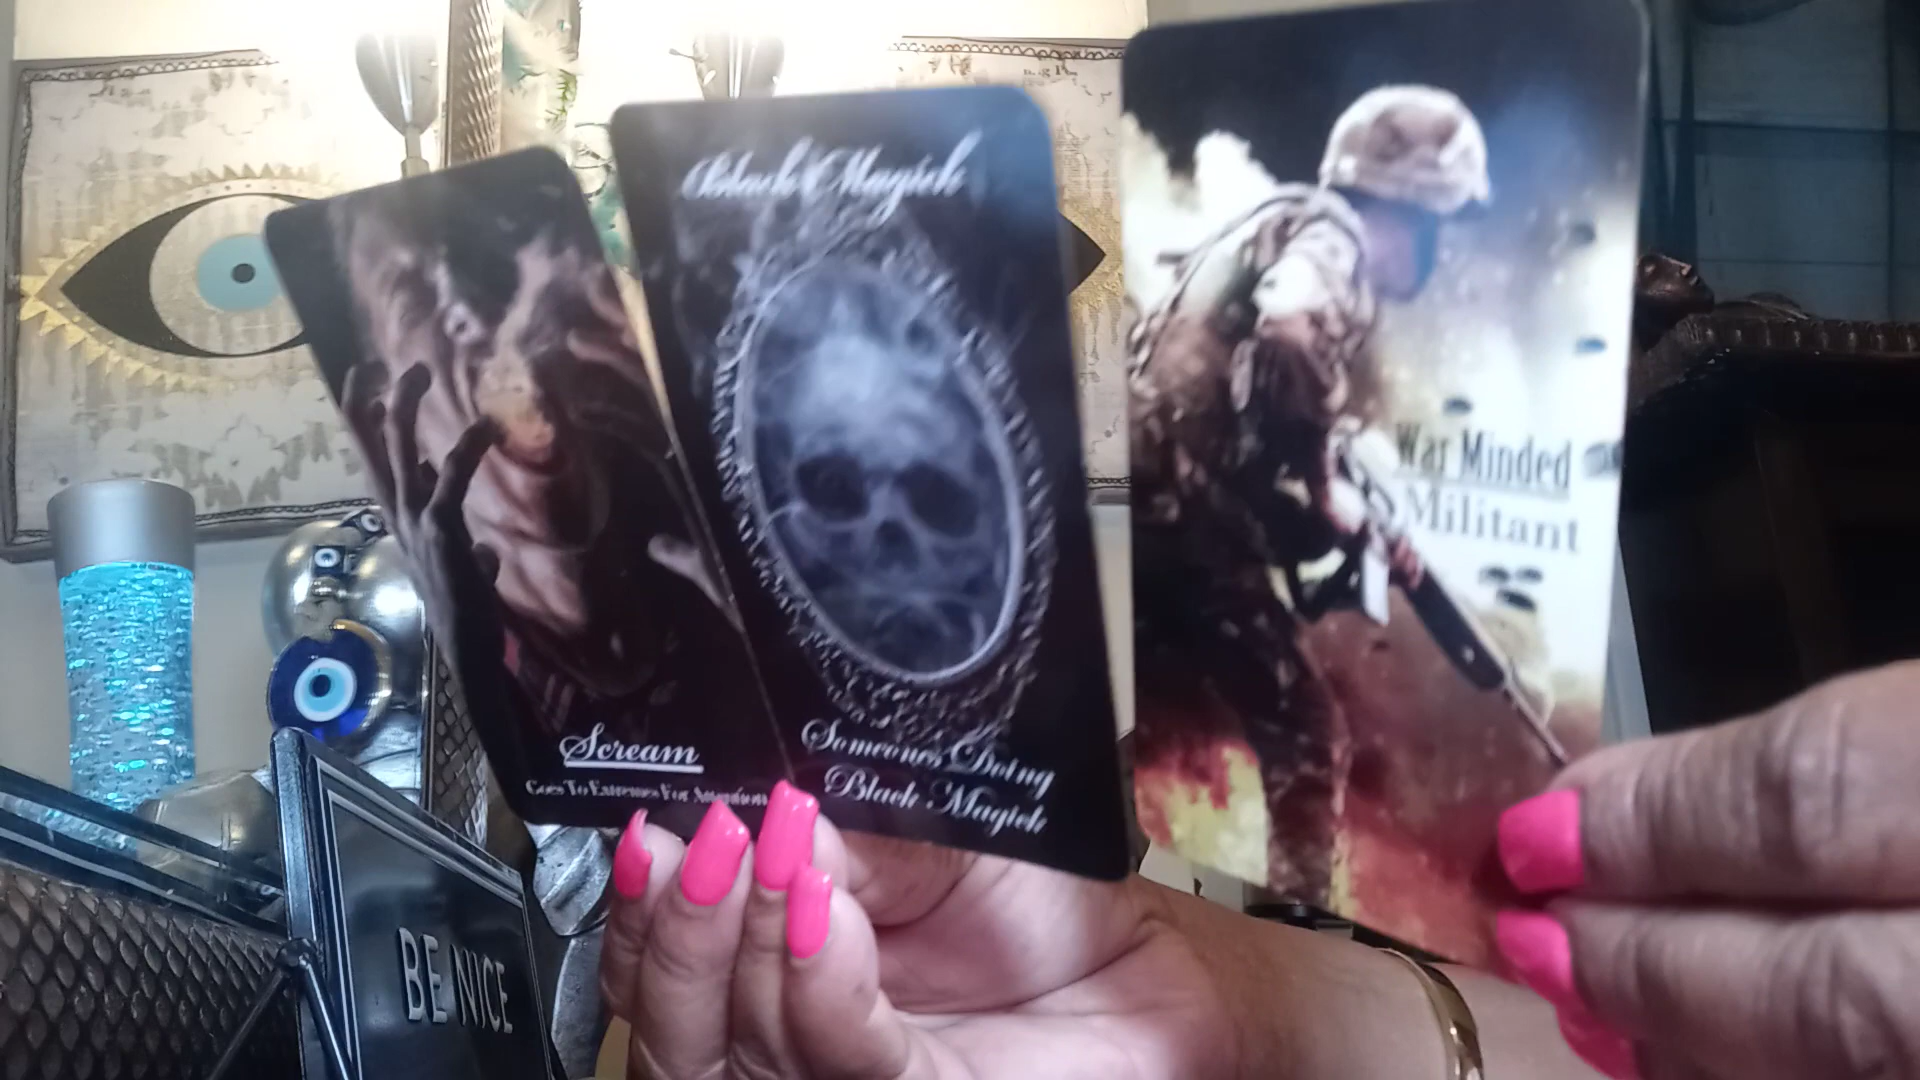 Black Magick
War Minded
Militant
Scream
Goes To Extremes For Attention
Someones Doing
Black Magick
BE NICE